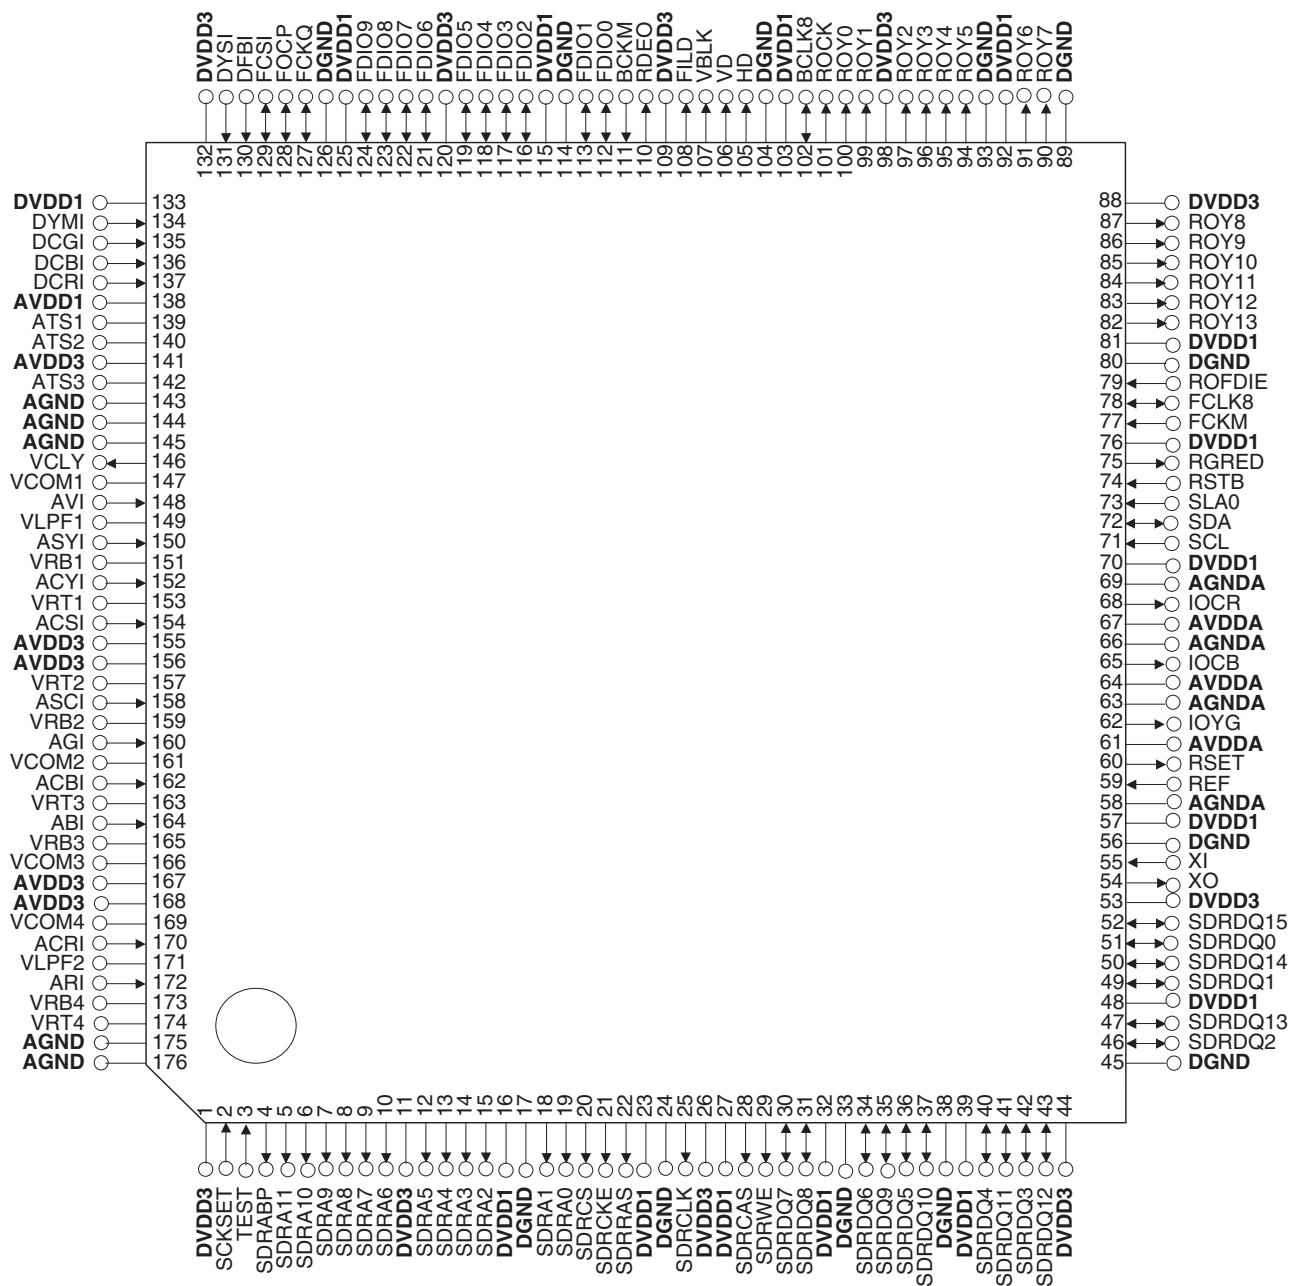 DVDD3 DYSI DFBI FCSI FOCP FCKQ DGND DVDD1 FDIO9 FDIO8 FDIO7 FDIO6 DVDD3 FDIO5 FDIO4 FDIO3 FDIO2 DVDD1 DGND FDIO1 FDIO0 BCKM RDEO DVDD3 FILD VBLK VD HD DGND DVDD1 BCLK8 ROCK ROY0 ROY1 DVDD3 ROY2 ROY3 ROY4 ROY5 DGND DVDD1 ROY6 ROY7 DGND
132 131 130 129 128 127 126 125 124 123 122 121 120 119 118 117 116 115 114 113 112 111 110 109 108 107 106 105 104 103 102 101 100 99 98 97 96 95 94 93 92 91 90 89
DVDD1 133 88 DVDD3
DYMI 134 87 ROY8
DCGI 135 86 ROY9
DCBI 136 85 ROY10
DCRI 137 84 ROY11
AVDD1 138 83 ROY12
ATS1 139 82 ROY13
ATS2 140 81 DVDD1
AVDD3 141 80 DGND
ATS3 142 79 ROFDIE
AGND 143 78 FCLK8
AGND 144 77 FCKM
AGND 145 76 DVDD1
VCLY 146 75 RGRED
VCOM1 147 74 RSTB
AVI 148 73 SLA0
VLPF1 149 72 SDA
ASYI 150 71 SCL
VRB1 151 70 DVDD1
ACYI 152 69 AGNDA
VRT1 153 68 IOCR
ACSI 154 67 AVDDA
AVDD3 155 66 AGNDA
AVDD3 156 65 IOCB
VRT2 157 64 AVDDA
ASCI 158 63 AGNDA
VRB2 159 62 IOYG
AGI 160 61 AVDDA
VCOM2 161 60 RSET
ACBI 162 59 REF
VRT3 163 58 AGNDA
ABI 164 57 DVDD1
VRB3 165 56 DGND
VCOM3 166 55 XI
AVDD3 167 54 XO
AVDD3 168 53 DVDD3
VCOM4 169 52 SDRDQ15
ACRI 170 51 SDRDQ0
VLPF2 171 50 SDRDQ14
ARI 172 49 SDRDQ1
VRB4 173 48 DVDD1
VRT4 174 47 SDRDQ13
AGND 175 46 SDRDQ2
AGND 176 45 DGND
1 2 3 4 5 6 7 8 9 10 11 12 13 14 15 16 17 18 19 20 21 22 23 24 25 26 27 28 29 30 31 32 33 34 35 36 37 38 39 40 41 42 43 44
DVDD3 SCKSET TEST SDRABP SDRA11 SDRA10 SDRA9 SDRA8 SDRA7 SDRA6 DVDD3 SDRA5 SDRA4 SDRA3 SDRA2 DVDD1 DGND SDRA1 SDRA0 SDRCS SDRCKE SDRRAS DVDD1 DGND SDRCLK DVDD3 DVDD1 SDRCAS SDRWE SDRDQ7 SDRDQ8 DVDD1 DGND SDRDQ6 SDRDQ9 SDRDQ5 SDRDQ10 DGND DVDD1 SDRDQ4 SDRDQ11 SDRDQ3 SDRDQ12 DVDD3